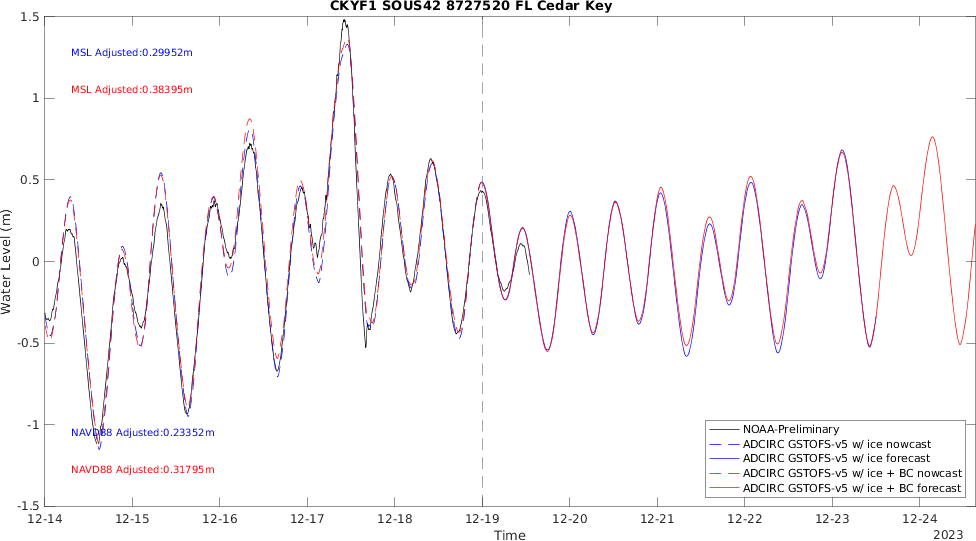 CKYF1 SOUS42 8727520 FL Cedar Key
1.5
1
0.5
0
-0.5
-1
-1.5
Water Level (m)
MSL Adjusted:0.29952m
MSL Adjusted:0.38395m
NAVD88 Adjusted:0.23352m
NAVD88 Adjusted:0.31795m
NOAA-Preliminary
ADCIRC GSTOFS-v5 w/ ice nowcast
ADCIRC GSTOFS-v5 w/ ice forecast
ADCIRC GSTOFS-v5 w/ ice + BC nowcast
ADCIRC GSTOFS-v5 w/ ice + BC forecast
12-14 12-15 12-16 12-17 12-18 12-19 12-20 12-21 12-22 12-23 12-24
Time
2023